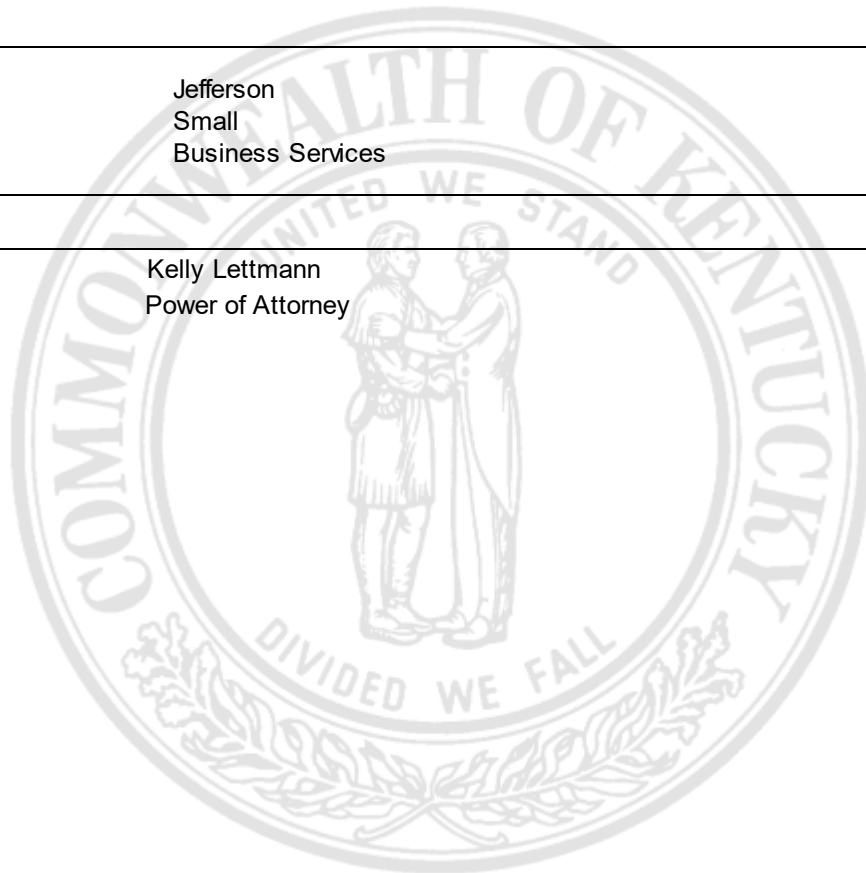 Jefferson
Small
Business Services
Kelly Lettmann
Power of Attorney
COMMONWEALTH OF KENTUCKY
UNITED WE STAND
DIVIDED WE FALL